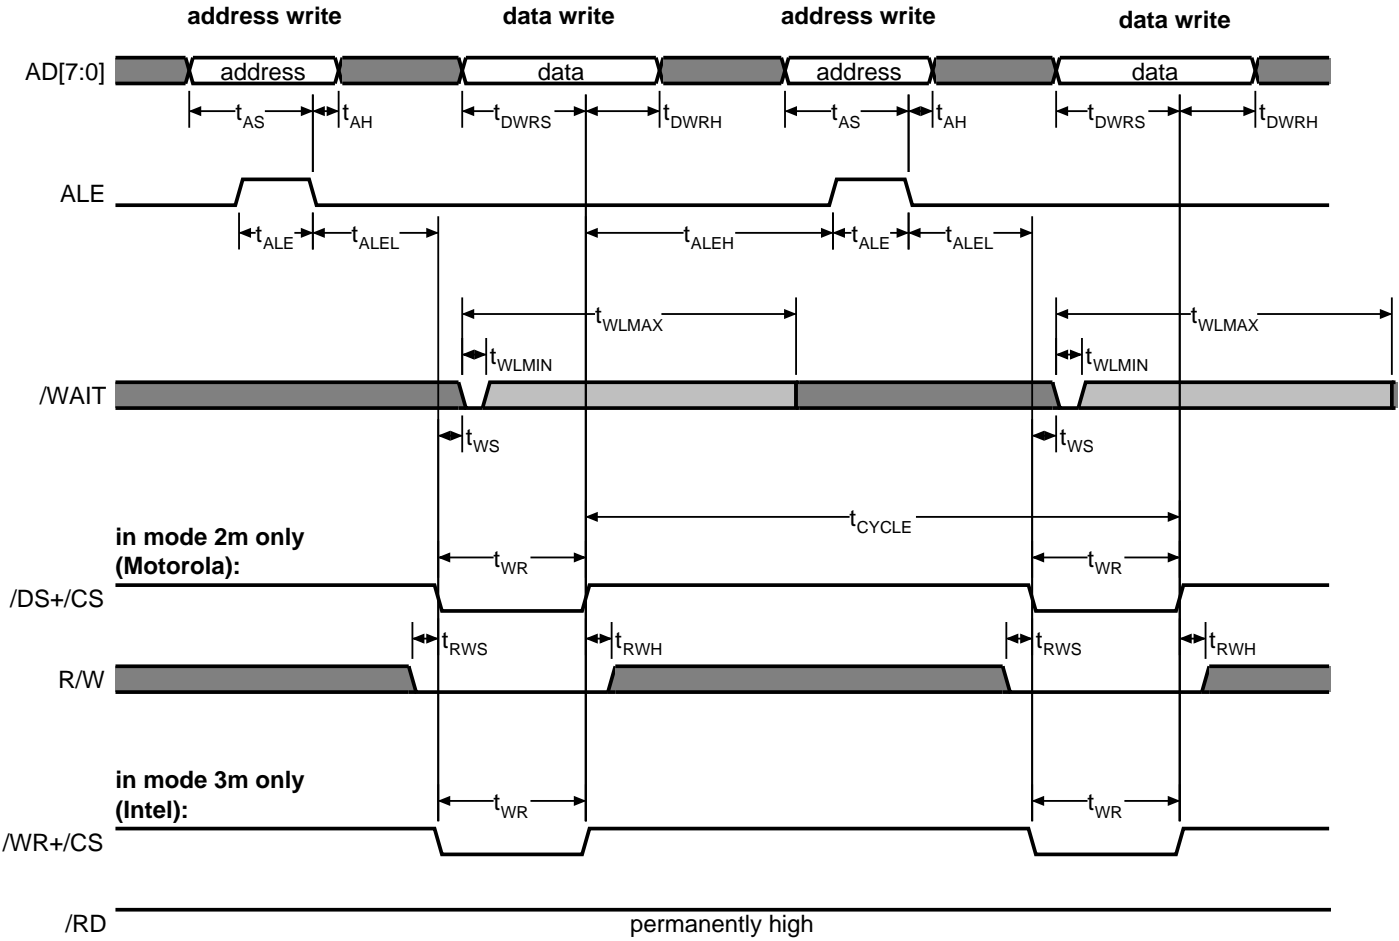 address write data write address write data write
AD[7:0] address data address data
tAS tAH tDWRS tDWRH tAS tAH tDWRS tDWRH
ALE
tALE tALEL tALEH tALE tALEL
tWLMAX tWLMAX
tWLMIN tWLMIN
/WAIT
tWS tWS
tCYCLE
in mode 2m only
(Motorola):
tWR tWR
/DS+/CS
tRWS tRWH tRWS tRWH
R/W
in mode 3m only
(Intel):
tWR tWR
/WR+/CS
/RD permanently high